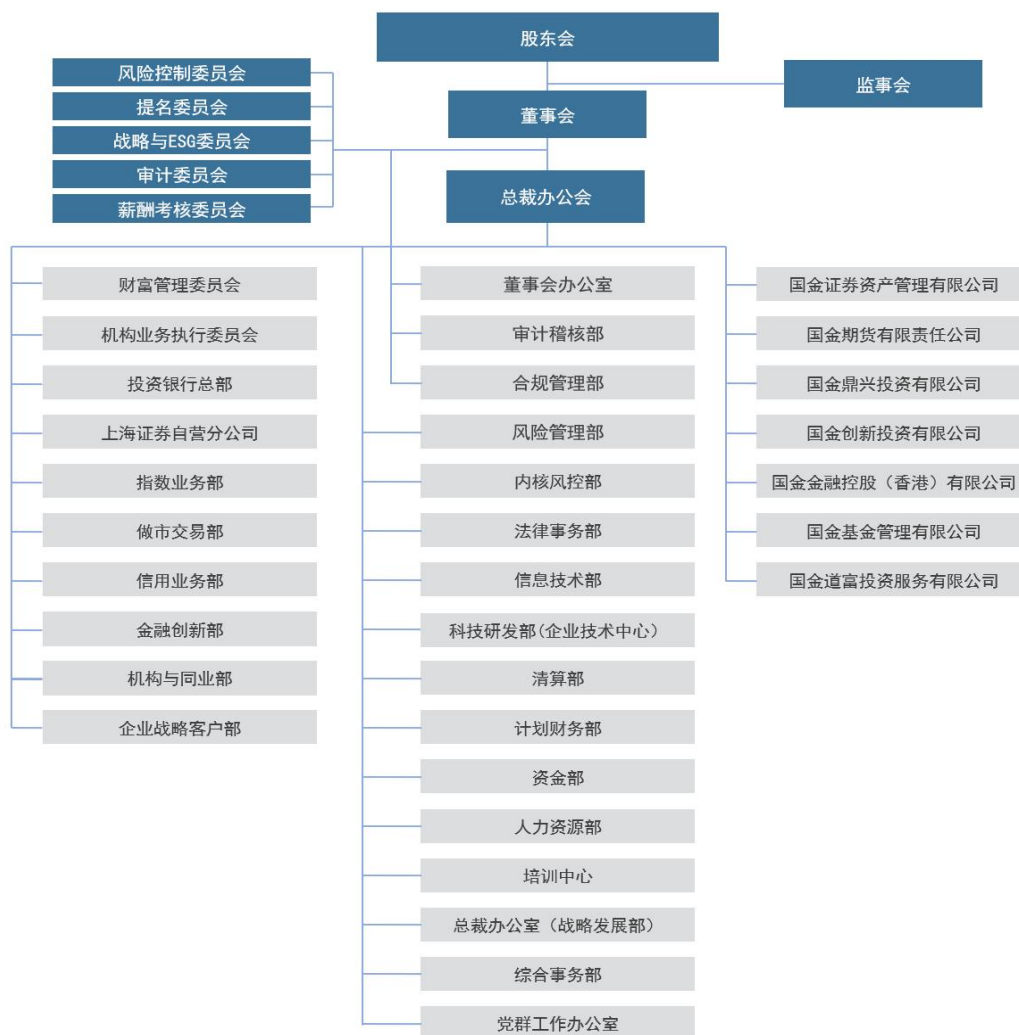 股东会
监事会
董事会
总裁办公会
风险控制委员会
提名委员会
战略与ESG委员会
审计委员会
薪酬考核委员会
财富管理委员会
机构业务执行委员会
投资银行总部
上海证券自营分公司
指数业务部
做市交易部
信用业务部
金融创新部
机构与同业部
企业战略客户部
董事会办公室
审计稽核部
合规管理部
风险管理部
内核风控部
法律事务部
信息技术部
科技研发部(企业技术中心）
清算部
计划财务部
资金部
人力资源部
培训中心
总裁办公室（战略发展部）
综合事务部
党群工作办公室
国金证券资产管理有限公司
国金期货有限责任公司
国金鼎兴投资有限公司
国金创新投资有限公司
国金金融控股（香港）有限公司
国金基金管理有限公司
国金道富投资服务有限公司